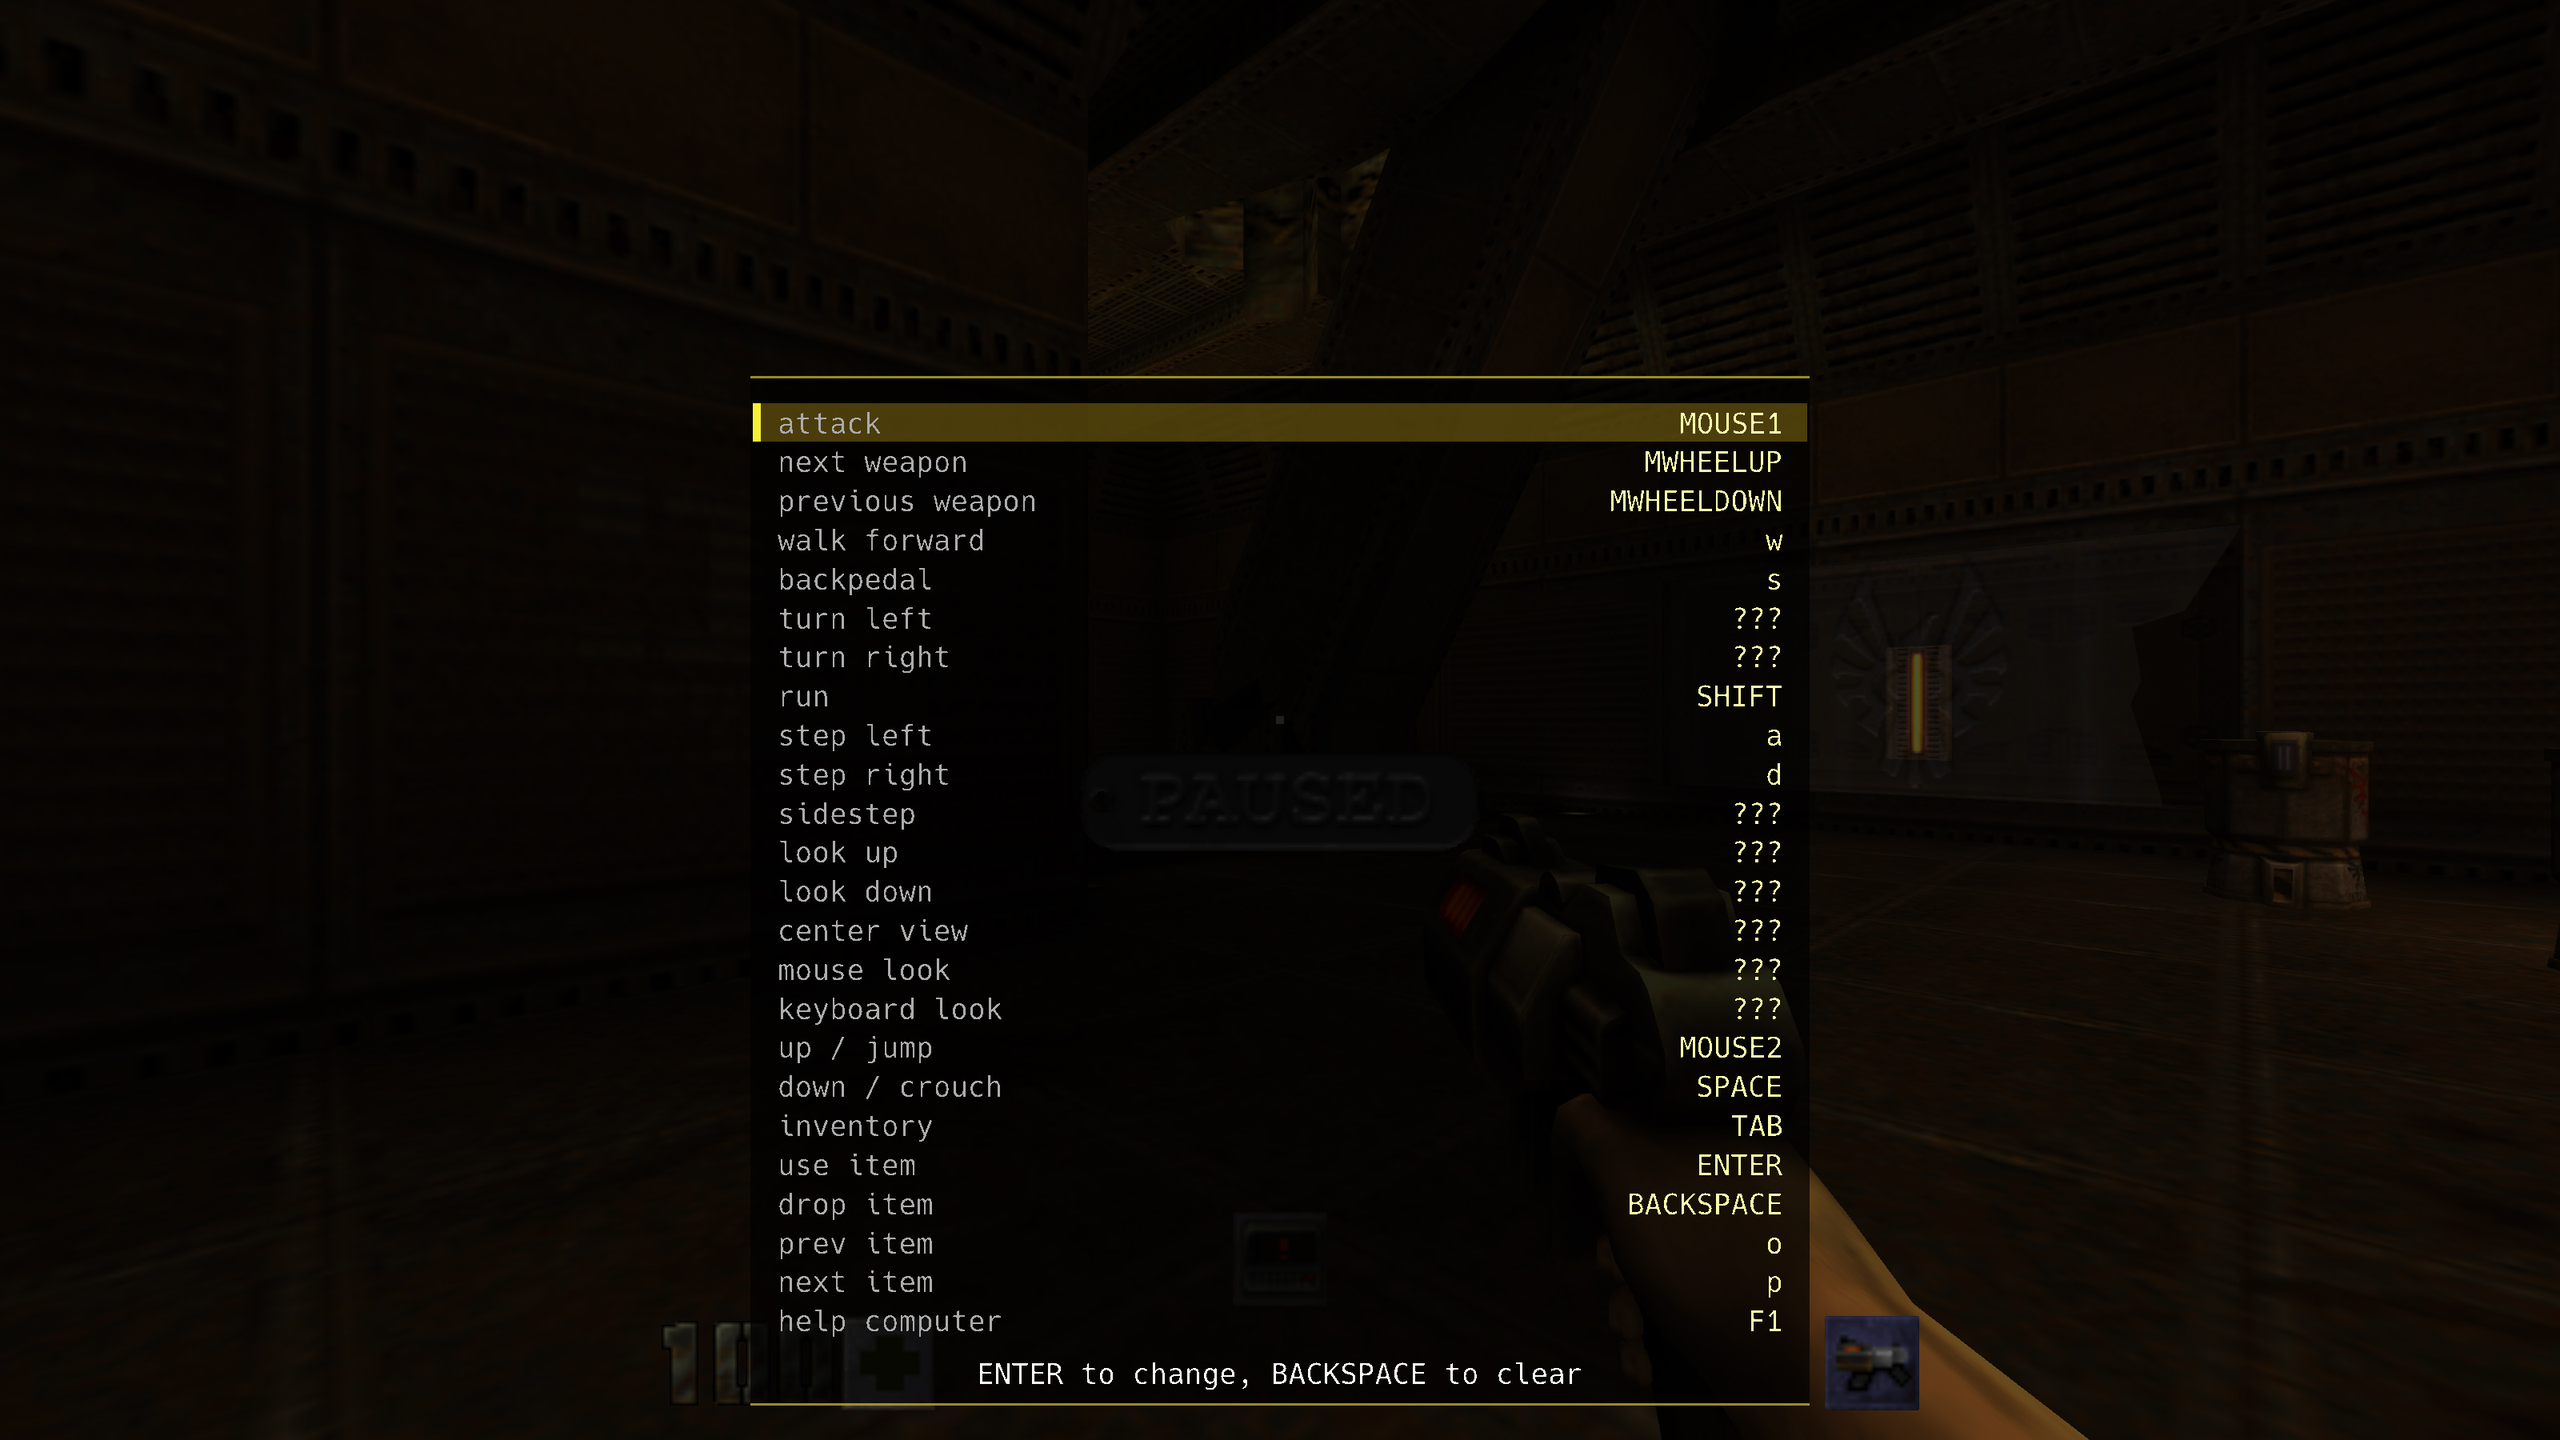 attack MOUSE1
next weapon MWHEELUP
previous weapon MWHEELDOWN
walk forward w
backpedal s
turn left ???
turn right ???
run SHIFT
step left a
step right d
sidestep ???
PAUSED
look up ???
look down ???
center view ???
mouse look ???
keyboard look ???
up / jump MOUSE2
down / crouch SPACE
inventory TAB
use item ENTER
drop item BACKSPACE
prev item o
next item p
help computer F1
100
ENTER to change, BACKSPACE to clear